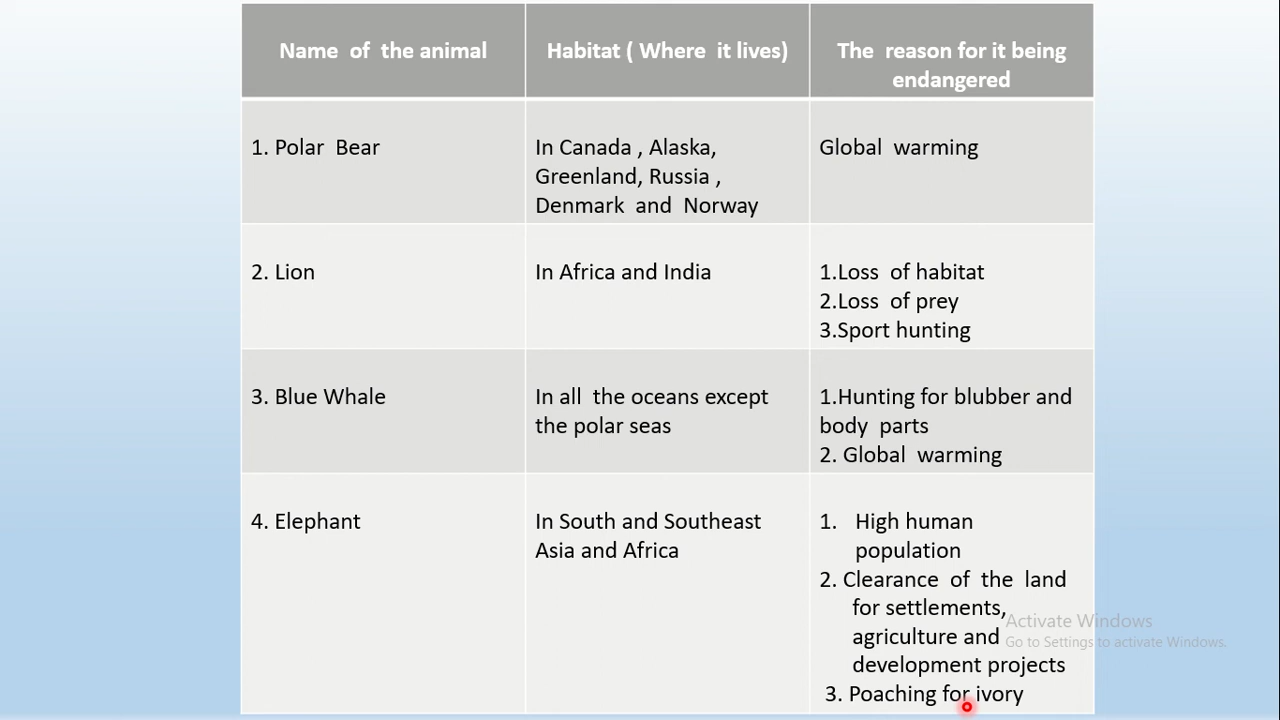 Name of the animal
Habitat ( Where it lives)
The reason for it being
endangered
1. Polar Bear
In Canada , Alaska,
Greenland, Russia ,
Denmark and Norway
Global warming
2. Lion
In Africa and India
1.Loss of habitat
2.Loss of prey
3.Sport hunting
3. Blue Whale
In all the oceans except
the polar seas
1.Hunting for blubber and
body parts
2. Global warming
4. Elephant
In South and Southeast
Asia and Africa
1. High human
population
2. Clearance of the land
for settlements,
agriculture and
development projects
3. Poaching for ivory
Activate Windows
Go to Settings to activate Windows.